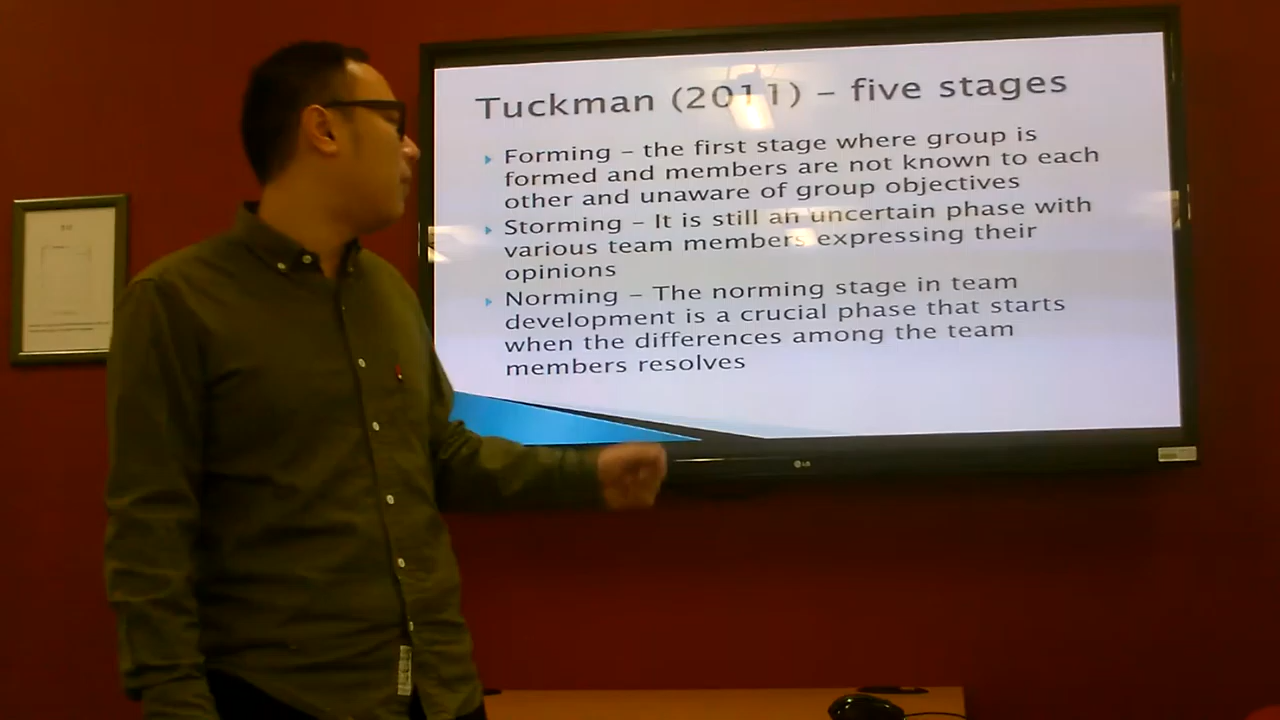 Tuckman (2011) – five stages
Forming – the first stage where group is
formed and members are not known to each
other and unaware of group objectives
Storming – It is still an uncertain phase with
various team members expressing their
opinions
Norming – The norming stage in team
development is a crucial phase that starts
when the differences among the team
members resolves
LG